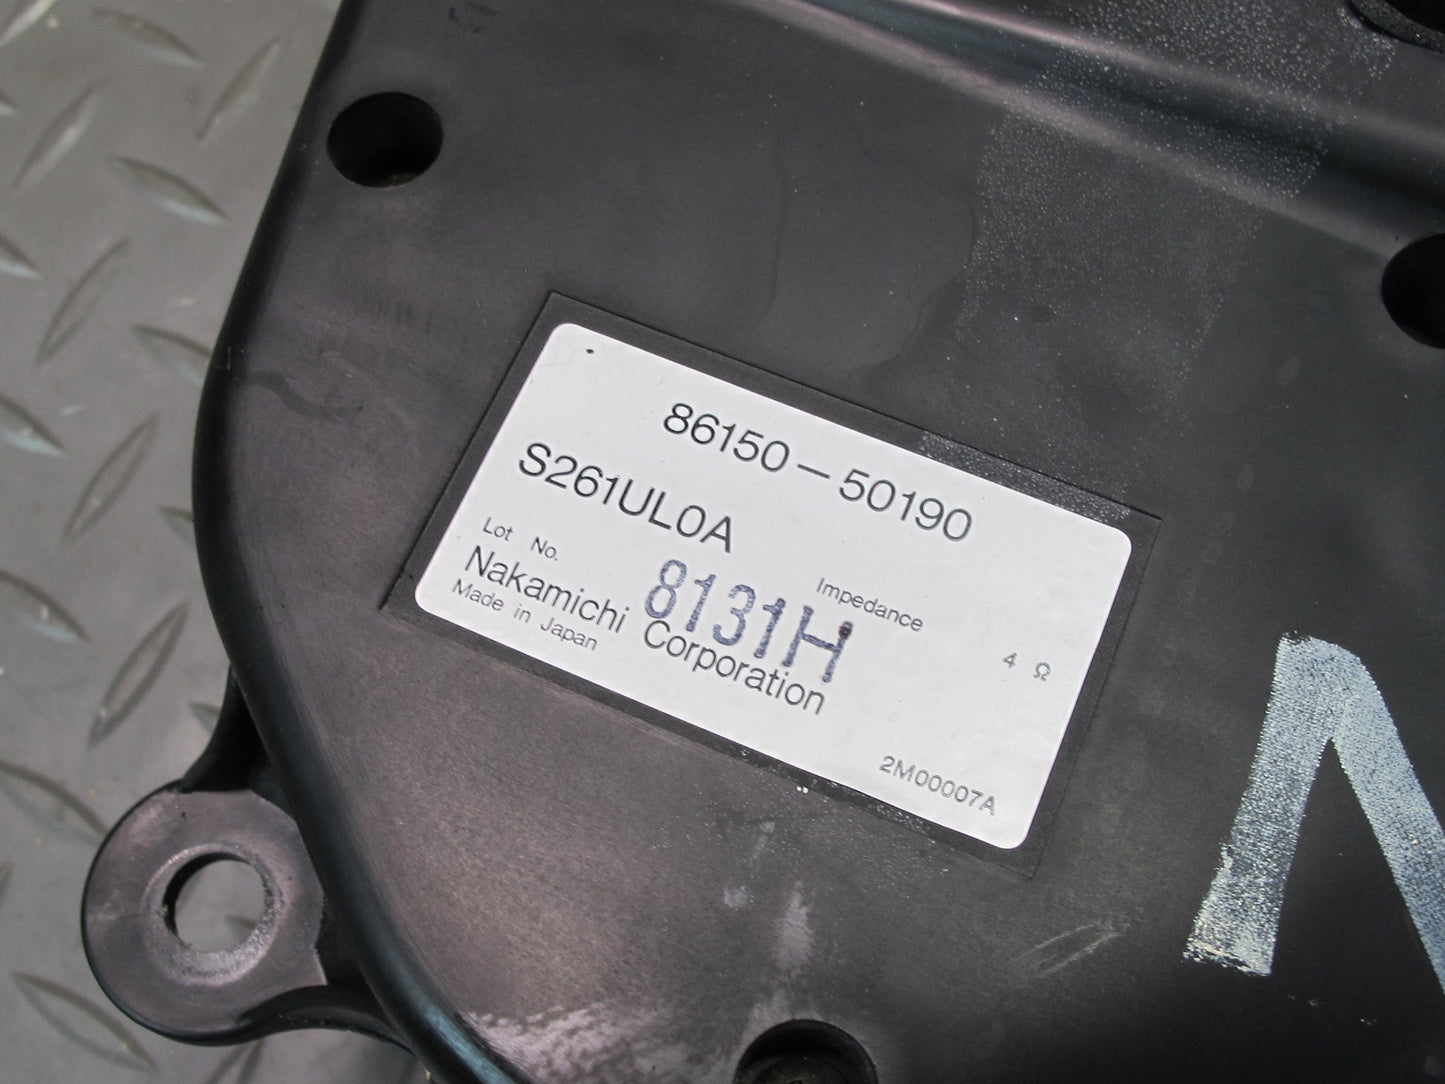 86150-50190
S261UL0A
Lot No. 8131H Impedance 4 Ω
Nakamichi Corporation
Made in Japan 2M00007A